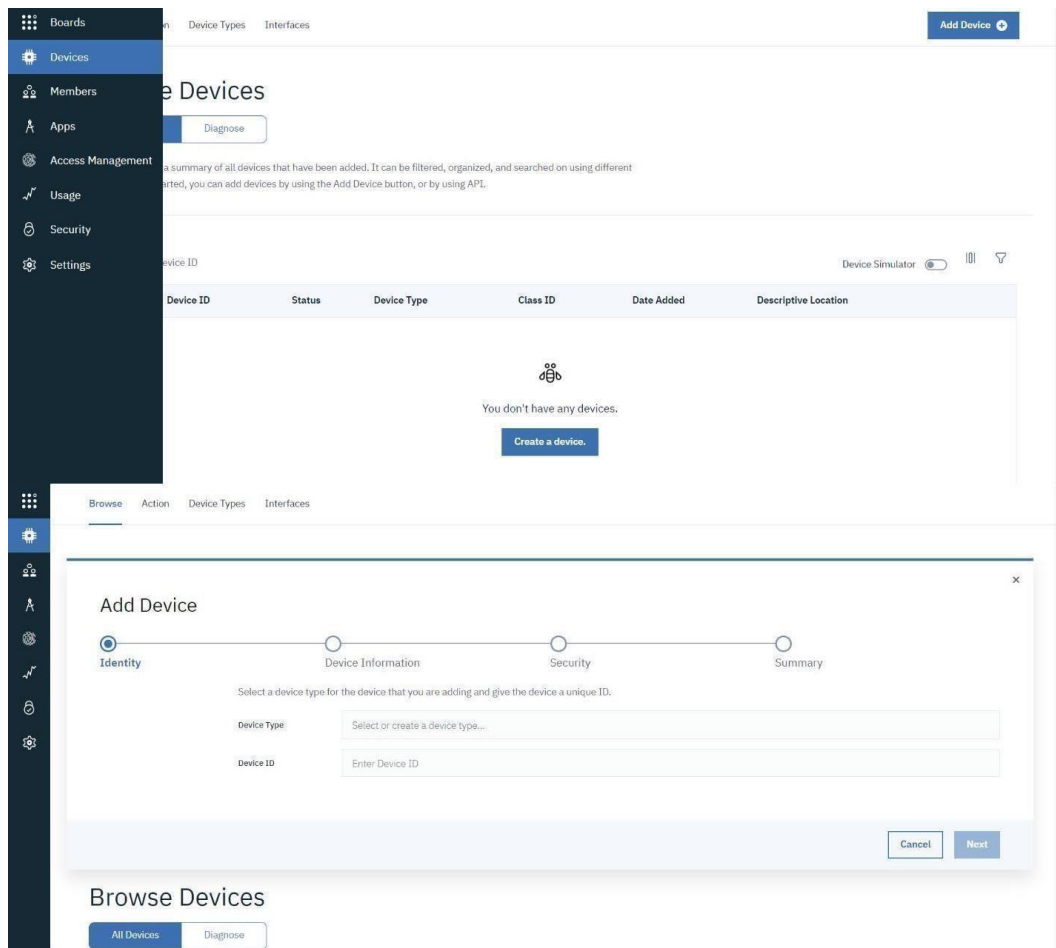 Boards
n Device Types Interfaces
Add Device
Devices
Members
e Devices
Apps
Diagnose
Access Management
a summary of all devices that have been added. It can be filtered, organized, and searched on using different
arted, you can add devices by using the Add Device button, or by using API.
Usage
Security
Settings
evice ID
Device Simulator
Device ID Status Device Type Class ID Date Added Descriptive Location
You don't have any devices.
Create a device.
Browse Action Device Types Interfaces
Add Device
Identity Device Information Security Summary
Select a device type for the device that you are adding and give the device a unique ID.
Device Type Select or create a device type...
Device ID Enter Device ID
Cancel Next
Browse Devices
All Devices Diagnose